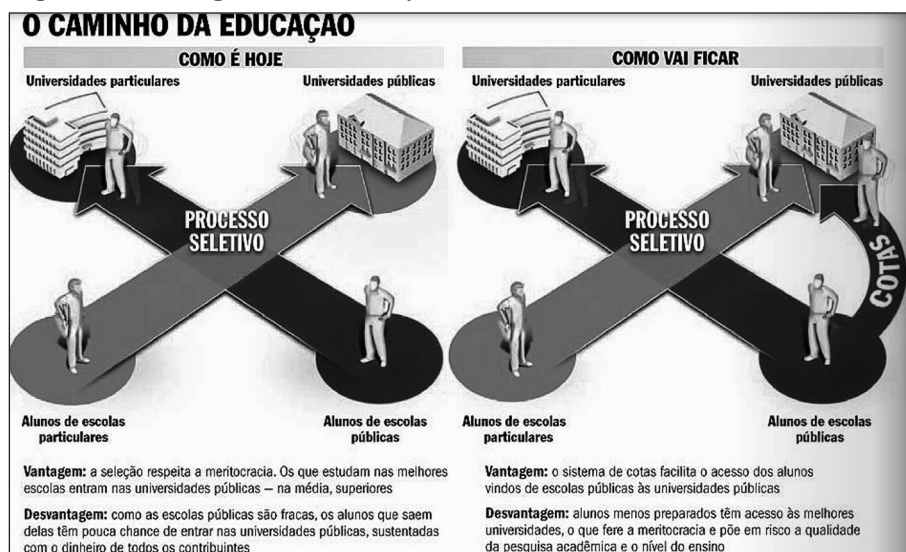 O CAMINHO DA EDUCAÇÃO
COMO É HOJE
Universidades particulares
Universidades públicas
PROCESSO
SELETIVO
Alunos de escolas
particulares
Alunos de escolas
públicas
Vantagem: a seleção respeita a meritocracia. Os que estudam nas melhores
escolas entram nas universidades públicas — na média, superiores
Desvantagem: como as escolas públicas são fracas, os alunos que saem
delas têm pouca chance de entrar nas universidades públicas, sustentadas
com o dinheiro de todos os contribuintes
COMO VAI FICAR
Universidades particulares
Universidades públicas
PROCESSO
SELETIVO
COTAS
Alunos de escolas
particulares
Alunos de escolas
públicas
Vantagem: o sistema de cotas facilita o acesso dos alunos
vindos de escolas públicas às universidades públicas
Desvantagem: alunos menos preparados têm acesso às melhores
universidades, o que fere a meritocracia e põe em risco a qualidade
da pesquisa acadêmica e o nível do ensino